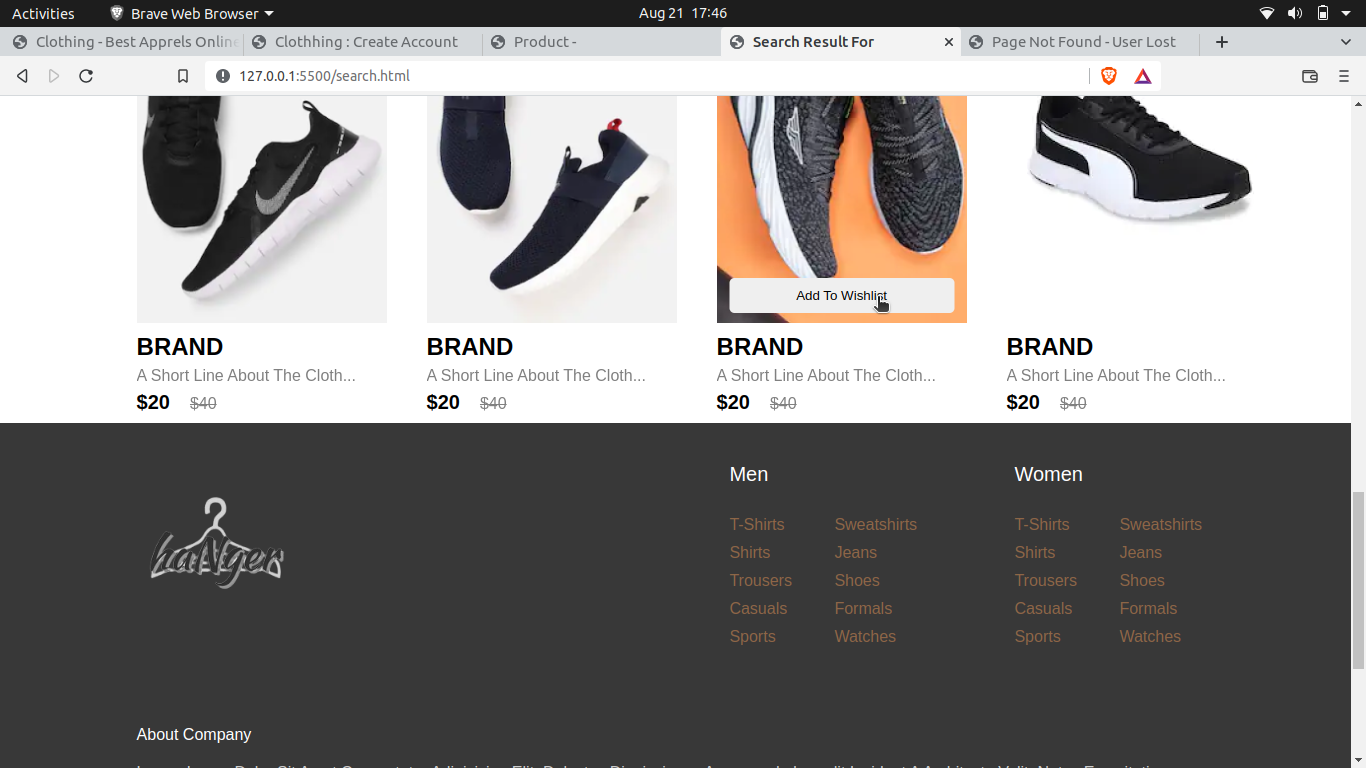 Activities Brave Web Browser Aug 21 17:46
Clothing - Best Apprels Online Clothhing : Create Account Product - Search Result For Page Not Found - User Lost
127.0.0.1:5500/search.html
Add To Wishlist
BRAND BRAND BRAND BRAND
A Short Line About The Cloth... A Short Line About The Cloth... A Short Line About The Cloth... A Short Line About The Cloth...
$20 $40 $20 $40 $20 $40 $20 $40
Men Women
haNger
T-Shirts Sweatshirts T-Shirts Sweatshirts
Shirts Jeans Shirts Jeans
Trousers Shoes Trousers Shoes
Casuals Formals Casuals Formals
Sports Watches Sports Watches
About Company